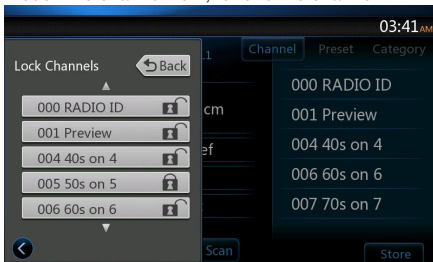 03:41 AM
Lock Channels
Back
Channel Preset Category
000 RADIO ID
001 Preview
004 40s on 4
005 50s on 5
006 60s on 6
cm
ef
000 RADIO ID
001 Preview
004 40s on 4
006 60s on 6
007 70s on 7
Scan
Store